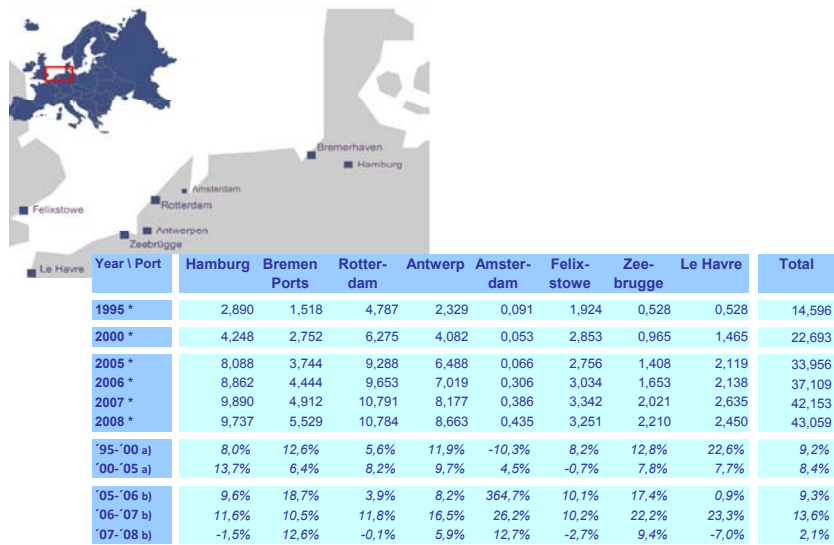 Bremerhaven
Hamburg
Amsterdam
Rotterdam
Felixstowe
Antwerpen
Zeebrügge
Le Havre
Year \ Port Hamburg Bremen Ports Rotter-dam Antwerp Amster-dam Felix-stowe Zee-brugge Le Havre Total
1995 * 2,890 1,518 4,787 2,329 0,091 1,924 0,528 0,528 14,596
2000 * 4,248 2,752 6,275 4,082 0,053 2,853 0,965 1,465 22,693
2005 * 8,088 3,744 9,288 6,488 0,066 2,756 1,408 2,119 33,956
2006 * 8,862 4,444 9,653 7,019 0,306 3,034 1,653 2,138 37,109
2007 * 9,890 4,912 10,791 8,177 0,386 3,342 2,021 2,635 42,153
2008 * 9,737 5,529 10,784 8,663 0,435 3,251 2,210 2,450 43,059
´95-´00 a) 8,0% 12,6% 5,6% 11,9% -10,3% 8,2% 12,8% 22,6% 9,2%
´00-´05 a) 13,7% 6,4% 8,2% 9,7% 4,5% -0,7% 7,8% 7,7% 8,4%
´05-´06 b) 9,6% 18,7% 3,9% 8,2% 364,7% 10,1% 17,4% 0,9% 9,3%
´06-´07 b) 11,6% 10,5% 11,8% 16,5% 26,2% 10,2% 22,2% 23,3% 13,6%
´07-´08 b) -1,5% 12,6% -0,1% 5,9% 12,7% -2,7% 9,4% -7,0% 2,1%